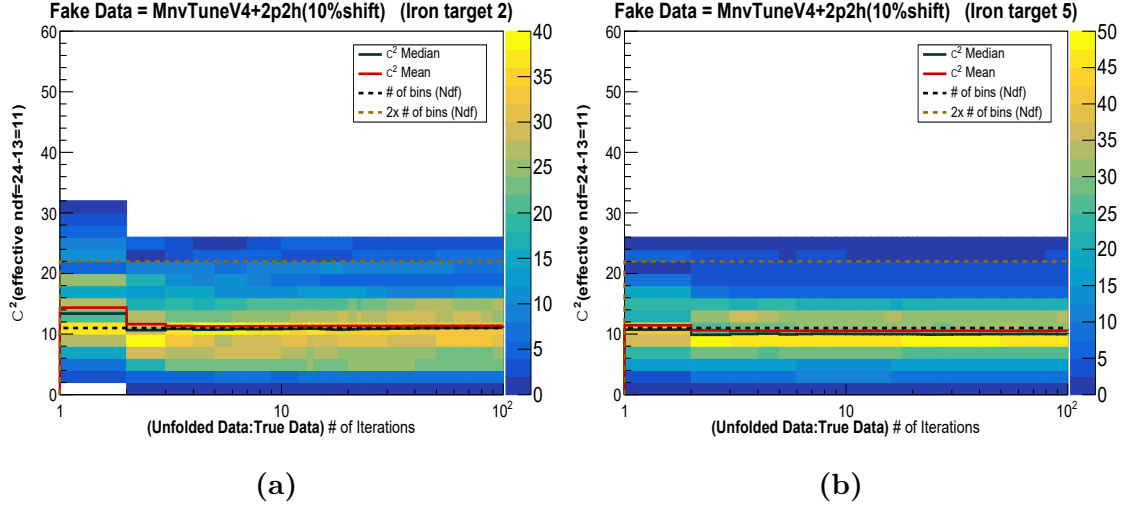 Fake Data = MnvTuneV4+2p2h(10%shift) (Iron target 2)
C²(effective ndf=24-13=11)
60
50
40
30
20
10
0
c² Median
c² Mean
# of bins (Ndf)
2x # of bins (Ndf)
40
35
30
25
20
15
10
5
0
1 10 10²
(Unfolded Data:True Data) # of Iterations
(a)
Fake Data = MnvTuneV4+2p2h(10%shift) (Iron target 5)
C²(effective ndf=24-13=11)
60
50
40
30
20
10
0
c² Median
c² Mean
# of bins (Ndf)
2x # of bins (Ndf)
50
45
40
35
30
25
20
15
10
5
0
1 10 10²
(Unfolded Data:True Data) # of Iterations
(b)